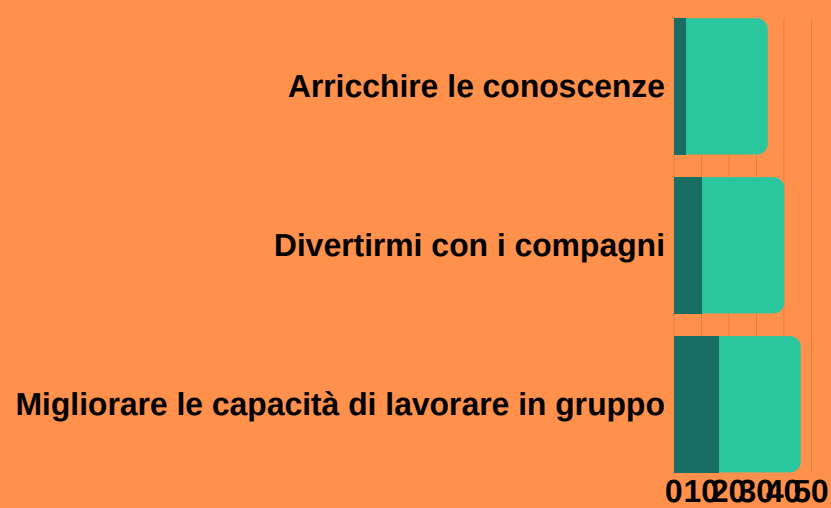 Arricchire le conoscenze
Divertirmi con i compagni
Migliorare le capacità di lavorare in gruppo
0 10 20 30 40 50